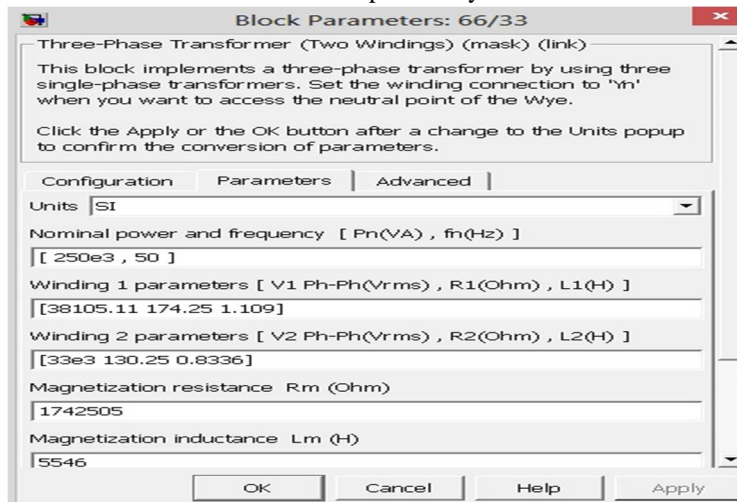 Block Parameters: 66/33
Three-Phase Transformer (Two Windings) (mask) (link)
This block implements a three-phase transformer by using three
single-phase transformers. Set the winding connection to 'Yn'
when you want to access the neutral point of the Wye.
Click the Apply or the OK button after a change to the Units popup
to confirm the conversion of parameters.
Configuration Parameters Advanced
Units SI
Nominal power and frequency [ Pn(VA) , fn(Hz) ]
[ 250e3 , 50 ]
Winding 1 parameters [ V1 Ph-Ph(Vrms) , R1(Ohm) , L1(H) ]
[38105.11 174.25 1.109]
Winding 2 parameters [ V2 Ph-Ph(Vrms) , R2(Ohm) , L2(H) ]
[33e3 130.25 0.8336]
Magnetization resistance Rm (Ohm)
1742505
Magnetization inductance Lm (H)
5546
OK Cancel Help Apply